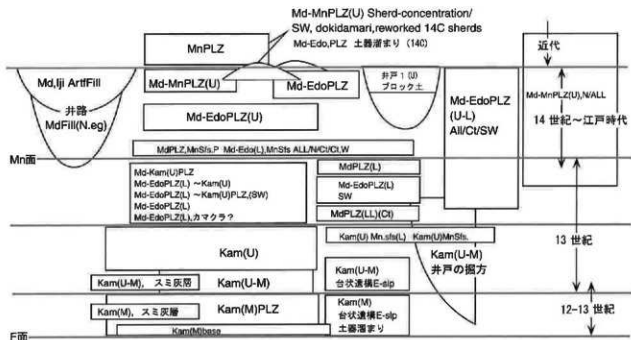 Md-MnPLZ(U) Sherd-concentration/
SW, dokidamari,reworked 14C sherds
Md-Edo,PLZ 土器溜まり (14C)
MnPLZ
近代
Md,Iji ArtfFill
Md-MnPLZ(U)
Md-EdoPLZ
井戸 1 (U)
ブロック土
井路
MdFill(N.eg)
Md-EdoPLZ(U)
Md-EdoPLZ
(U-L)
All/Ct/SW
Md-MnPLZ(U),N/ALL
14 世紀〜江戸時代
MdPLZ,MnSfs.P Md-Edo(L),MnSfs ALL/N/Ct/Ct,W
Mn面
Md-Kam(U)PLZ
Md-EdoPLZ(L) 〜Kam(U)
Md-EdoPLZ(L) 〜Kam(U)PLZ,(SW)
Md-EdoPLZ(L)
Md-EdoPLZ(L),カマクラ?
MdPLZ(L)
Md-EdoPLZ(L)
SW
MdPLZ(LL)(Ct)
13 世紀
Kam(U)
Kam(U) Mn.sfs(L) Kam(U)MnSfs.
Kam(U-M)
井戸の掘方
Kam(U-M), スミ灰層
Kam(U-M)
Kam(U-M)
台状遺構E-slp
Kam(M), スミ灰層
Kam(M)PLZ
Kam(M)
台状遺構E-slp
土器溜まり
12-13 世紀
Kam(M)base
F面